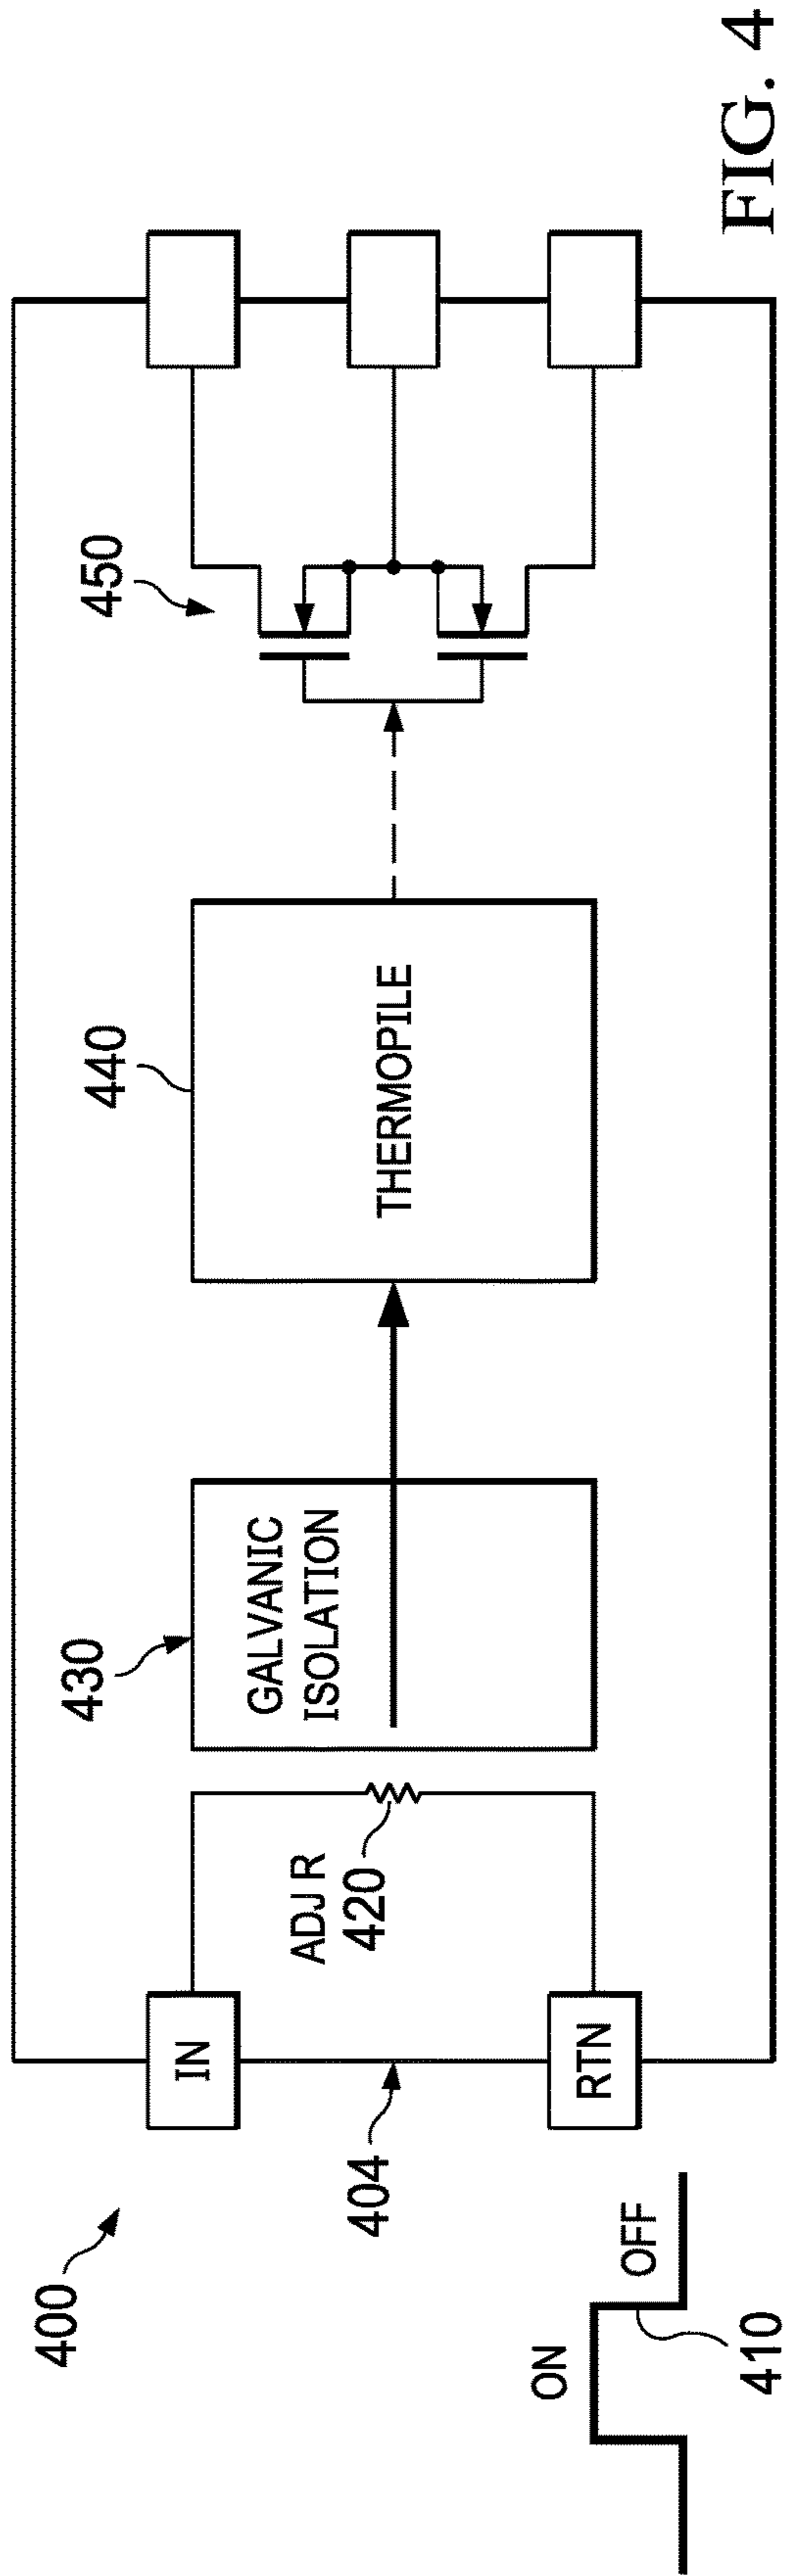 400
404
IN
RTN
ADJ R
420
430
GALVANIC
ISOLATION
440
THERMOPILE
450
ON
OFF
410
FIG. 4